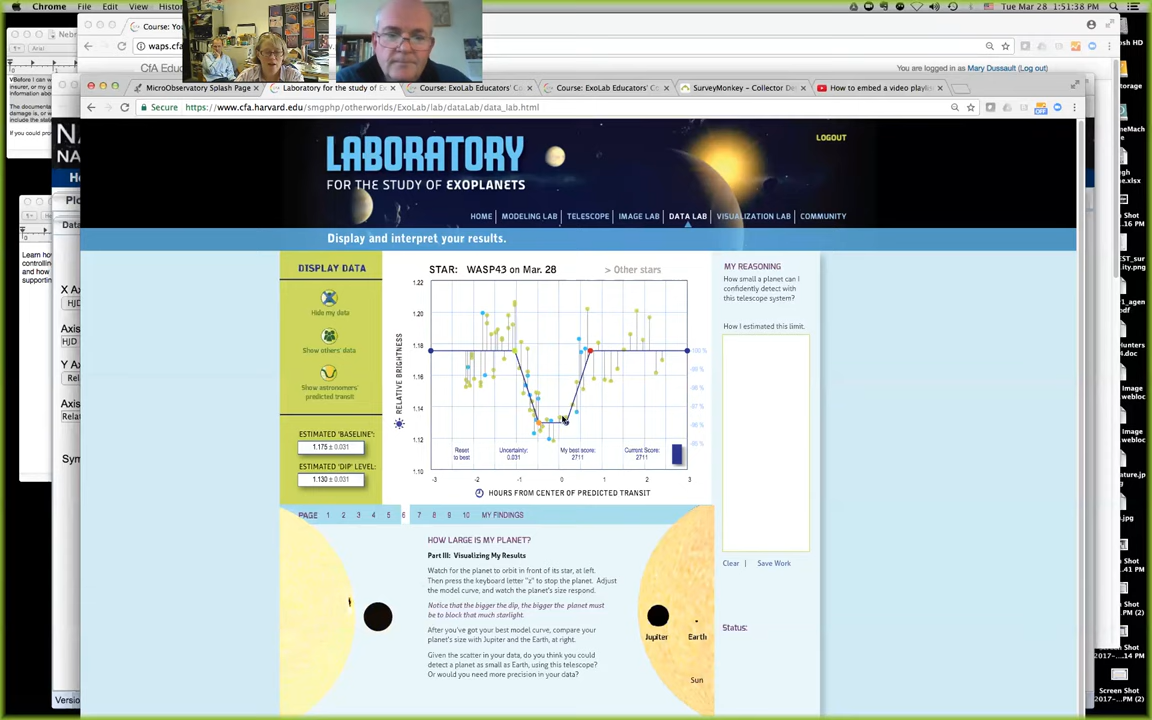 Chrome File Edit View Tue Mar 28 1:51:38 PM
Course: You
waps.cfa
You are logged in as Mary Dussault (Log out)
MicroObservatory Splash Page
Laboratory for the study of Ex
Course: ExoLab Educators' Co
Course: ExoLab Educators' Co
SurveyMonkey – Collector De
How to embed a video playe
Secure https://www.cfa.harvard.edu/smgphp/otherworlds/ExoLab/lab/dataLab/data_lab.html
LOGOUT
LABORATORY
FOR THE STUDY OF EXOPLANETS
HOME | MODELING LAB | TELESCOPE | IMAGE LAB | DATA LAB | VISUALIZATION LAB | COMMUNITY
Display and interpret your results.
DISPLAY DATA
Hide my data
Show others' data
Show astronomers'
predicted transit
ESTIMATED 'BASELINE':
1.175 ± 0.031
ESTIMATED 'DIP' LEVEL:
1.130 ± 0.031
STAR: WASP43 on Mar. 28 > Other stars
1.22
1.20
1.18
1.16
1.14
1.12
1.10
RELATIVE BRIGHTNESS
100 %
99 %
98 %
97 %
96 %
95 %
Reset
to best
Uncertainty:
0.031
My best score:
2711
Current Score:
2711
-3 -2 -1 0 1 2 3
HOURS FROM CENTER OF PREDICTED TRANSIT
MY REASONING
How small a planet can I
confidently detect with
this telescope system?
How I estimated this limit.
Clear | Save Work
Status:
PAGE 1 2 3 4 5 6 7 8 9 10 MY FINDINGS
HOW LARGE IS MY PLANET?
Part III: Visualizing My Results
Watch for the planet to orbit in front of its star, at left.
Then press the keyboard letter "z" to stop the planet. Adjust
the model curve, and watch the planet's size respond.
Notice that the bigger the dip, the bigger the planet must
be to block that much starlight.
After you've got your best model curve, compare your
planet's size with Jupiter and the Earth, at right.
Given the scatter in your data, do you think you could
detect a planet as small as Earth, using this telescope?
Or would you need more precision in your data?
Jupiter
Earth
Sun